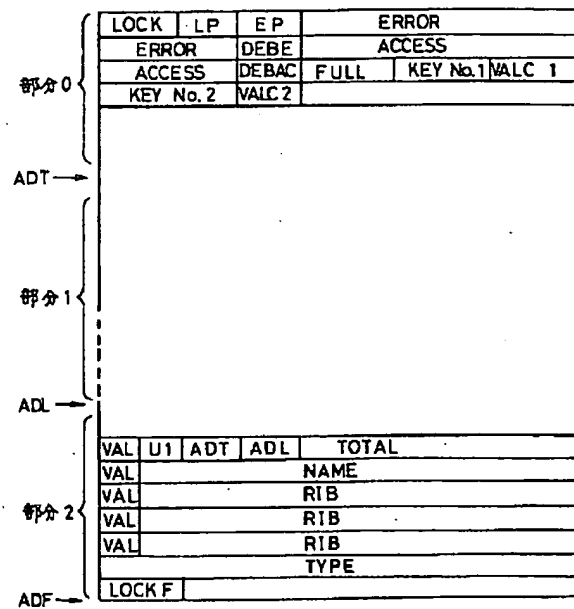 LOCK LP EP ERROR
ERROR DEBE ACCESS
部分0 ACCESS DEBAC FULL KEY No.1 VALC 1
KEY No.2 VALC 2
ADT
部分1
ADL
VAL U1 ADT ADL TOTAL
VAL NAME
VAL RIB
部分2 VAL RIB
VAL RIB
TYPE
LOCK F
ADF